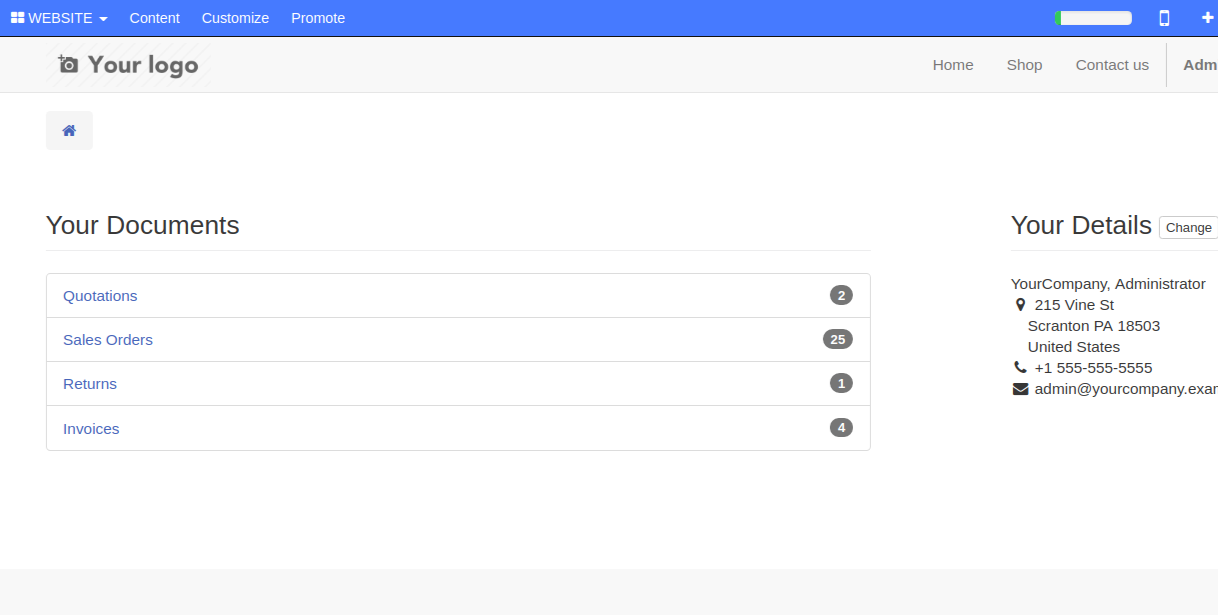 WEBSITE Content Customize Promote
Your logo Home Shop Contact us Adm
Your Documents
Quotations 2
Sales Orders 25
Returns 1
Invoices 4
Your Details Change
YourCompany, Administrator
215 Vine St
Scranton PA 18503
United States
+1 555-555-5555
admin@yourcompany.exar